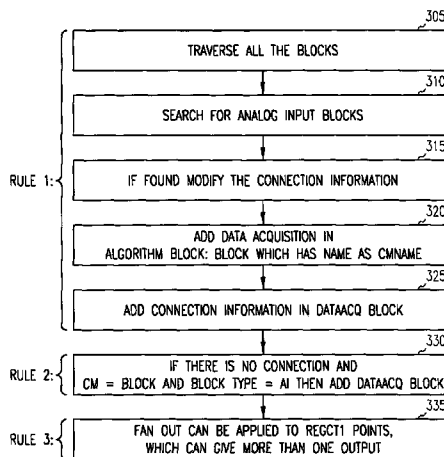 305
TRAVERSE ALL THE BLOCKS
310
SEARCH FOR ANALOG INPUT BLOCKS
315
RULE 1:
IF FOUND MODIFY THE CONNECTION INFORMATION
320
ADD DATA ACQUISITION IN
ALGORITHM BLOCK: BLOCK WHICH HAS NAME AS CMNAME
325
ADD CONNECTION INFORMATION IN DATAACQ BLOCK
330
RULE 2:
IF THERE IS NO CONNECTION AND
CM = BLOCK AND BLOCK TYPE = AI THEN ADD DATAACQ BLOCK
335
RULE 3:
FAN OUT CAN BE APPLIED TO REGCT1 POINTS,
WHICH CAN GIVE MORE THAN ONE OUTPUT